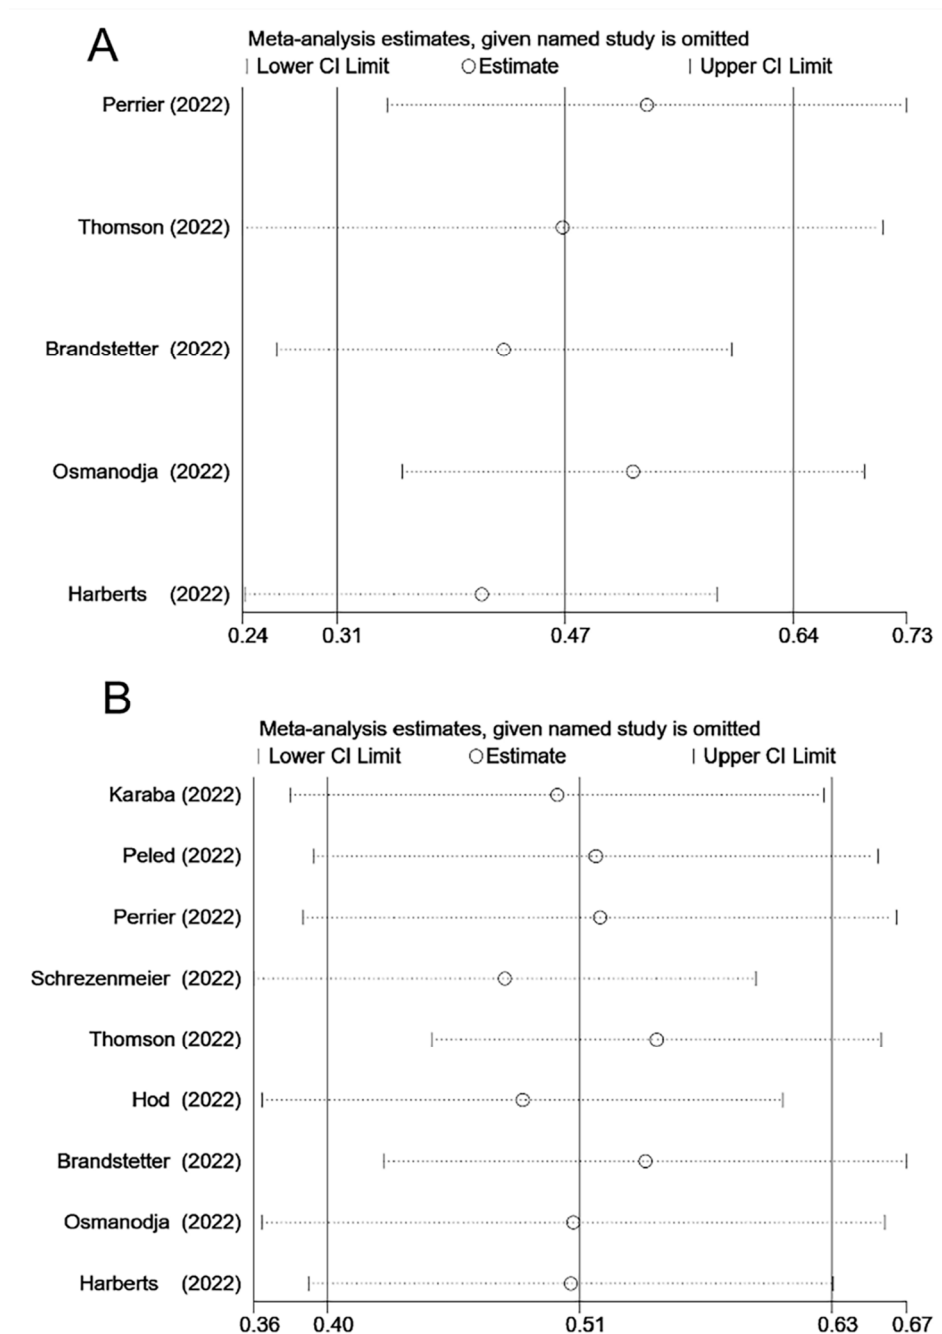 A
Meta-analysis estimates, given named study is omitted
Lower CI Limit Estimate Upper CI Limit
Perrier (2022)
Thomson (2022)
Brandstetter (2022)
Osmanodja (2022)
Harberts (2022)
0.24 0.31 0.47 0.64 0.73
B
Meta-analysis estimates, given named study is omitted
Lower CI Limit Estimate Upper CI Limit
Karaba (2022)
Peled (2022)
Perrier (2022)
Schrezenmeier (2022)
Thomson (2022)
Hod (2022)
Brandstetter (2022)
Osmanodja (2022)
Harberts (2022)
0.36 0.40 0.51 0.63 0.67